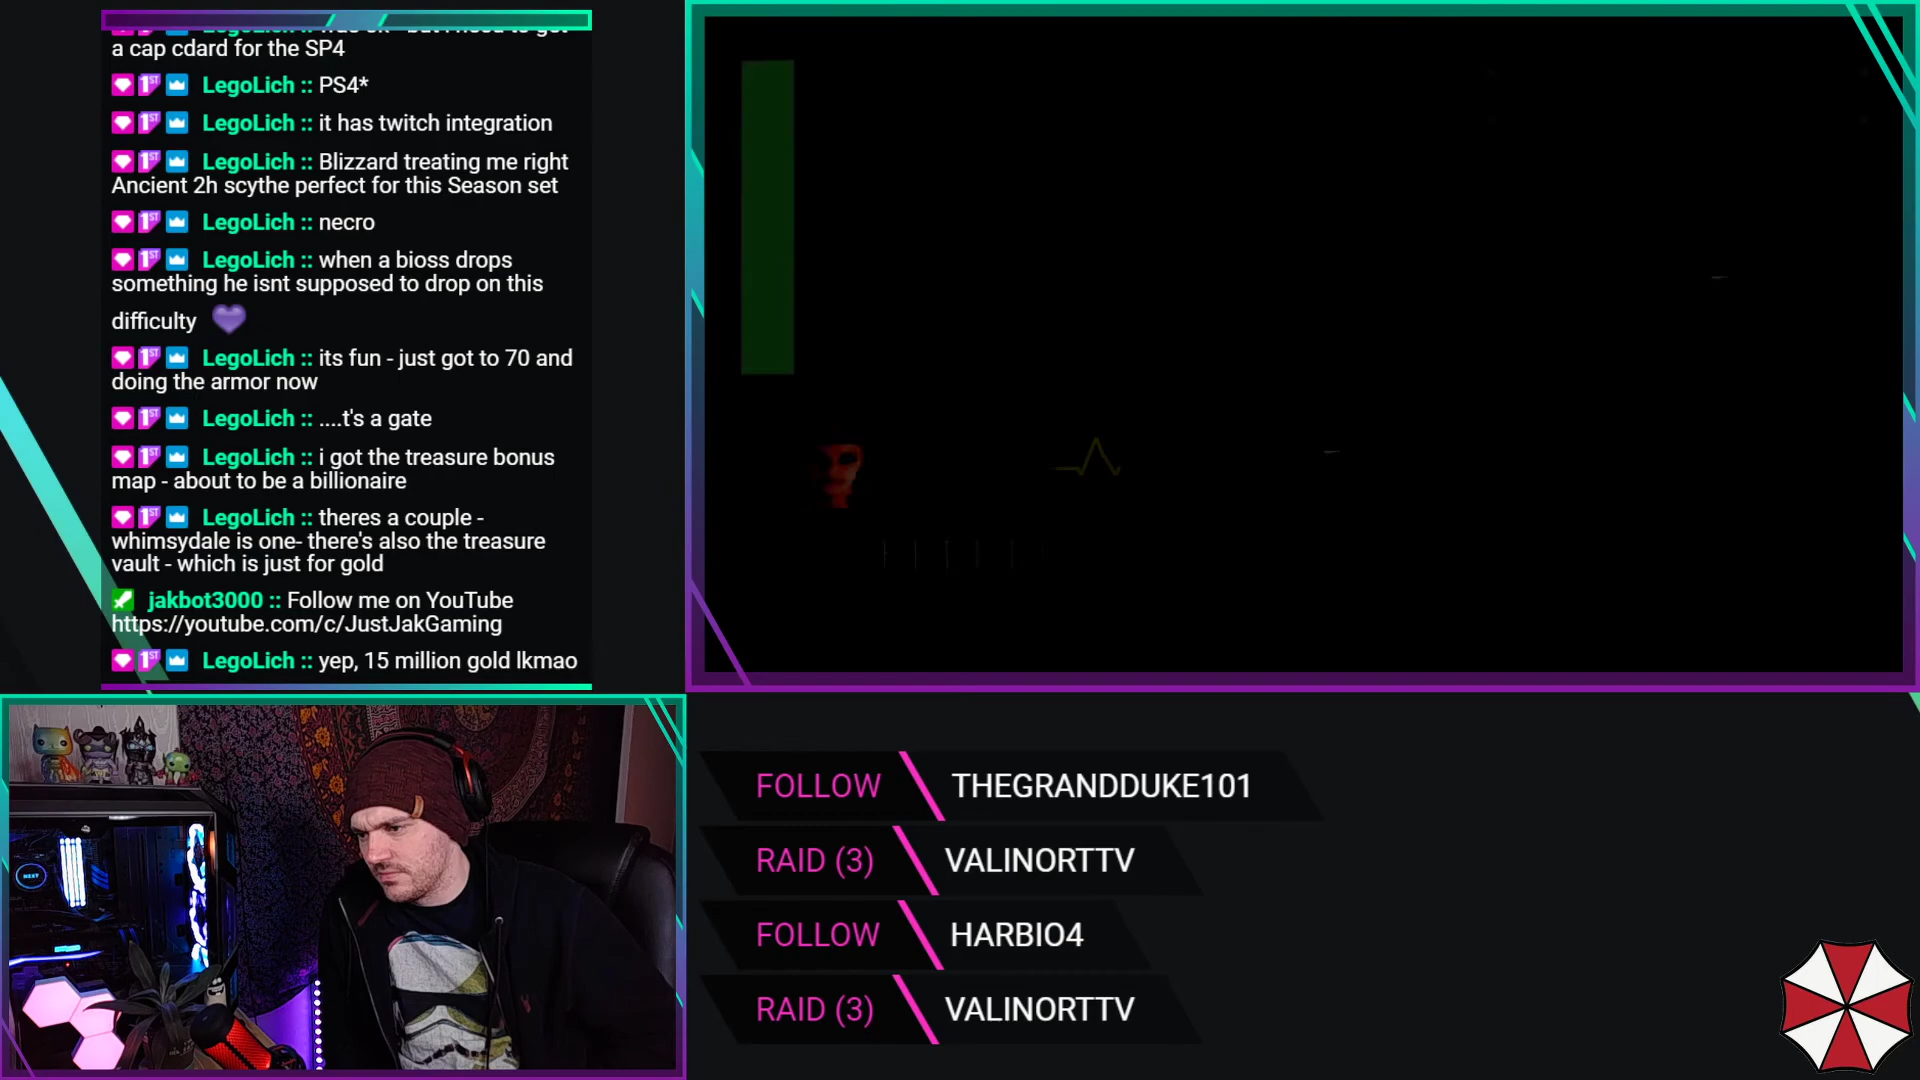 a cap cdard for the SP4
LegoLich :: PS4*
LegoLich :: it has twitch integration
LegoLich :: Blizzard treating me right
Ancient 2h scythe perfect for this Season set
LegoLich :: necro
LegoLich :: when a bioss drops
something he isnt supposed to drop on this
difficulty
LegoLich :: its fun - just got to 70 and
doing the armor now
LegoLich :: ....t's a gate
LegoLich :: i got the treasure bonus
map - about to be a billionaire
LegoLich :: theres a couple -
whimsydale is one- there's also the treasure
vault - which is just for gold
jakbot3000 :: Follow me on YouTube
https://youtube.com/c/JustJakGaming
LegoLich :: yep, 15 million gold lkmao
FOLLOW THEGRANDDUKE101
RAID (3) VALINORTTV
FOLLOW HARBIO4
RAID (3) VALINORTTV
NZXT